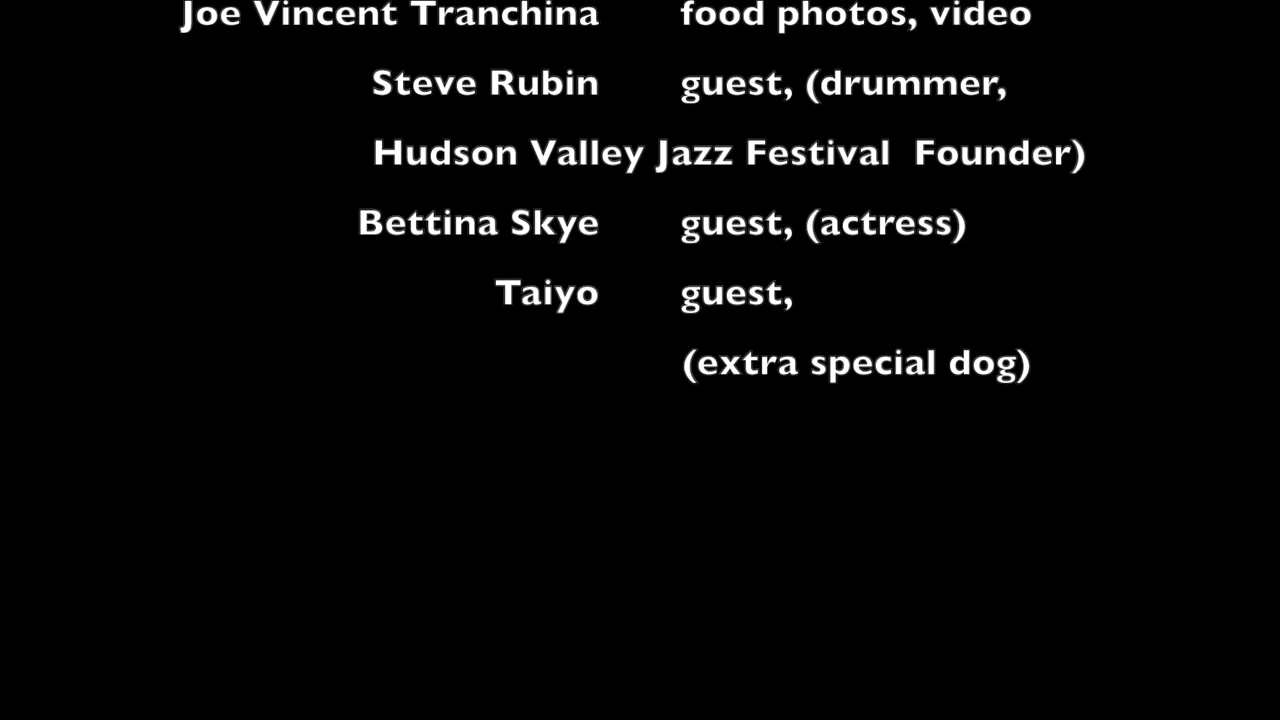 Joe Vincent Tranchina food photos, video
Steve Rubin guest, (drummer,
Hudson Valley Jazz Festival  Founder)
Bettina Skye guest, (actress)
Taiyo guest,
(extra special dog)